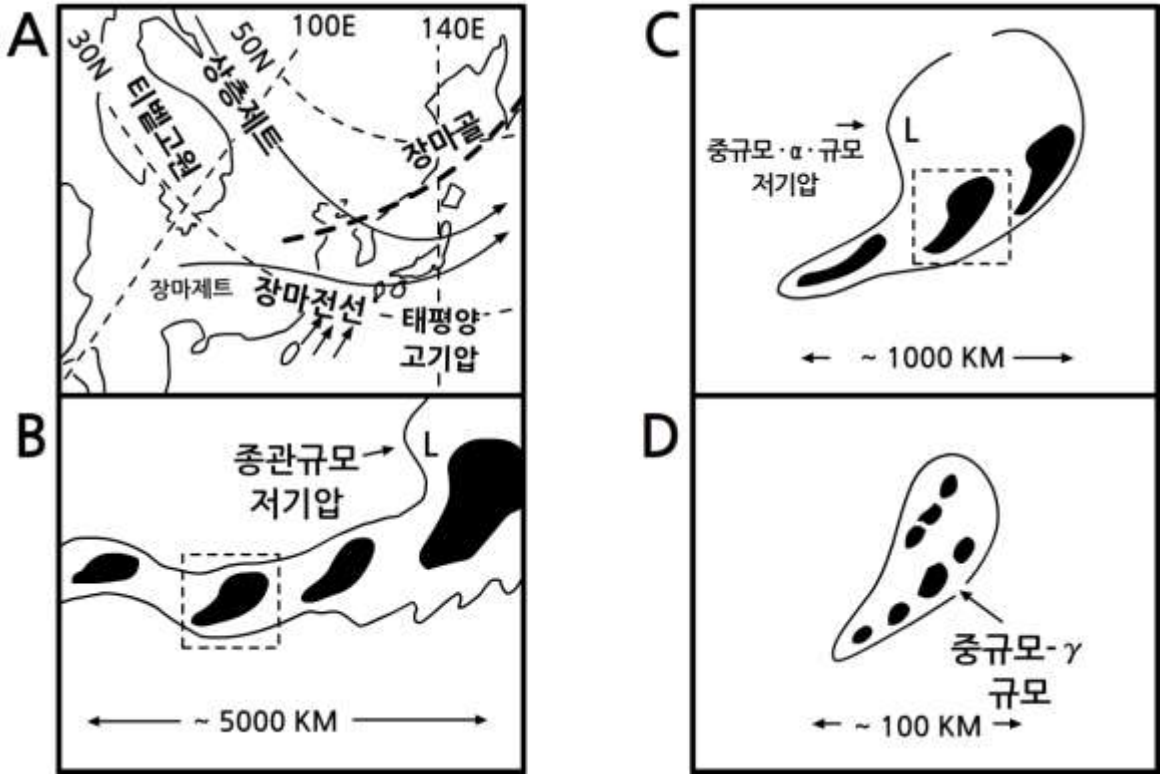 A
30N
티벨고원
상층제트
50N
100E
140E
장마골
장마제트
장마전선
태평양
고기압
B
종관규모
저기압
L
~ 5000 KM
C
중규모·α·규모
저기압
L
~ 1000 KM
D
중규모-γ
규모
~ 100 KM